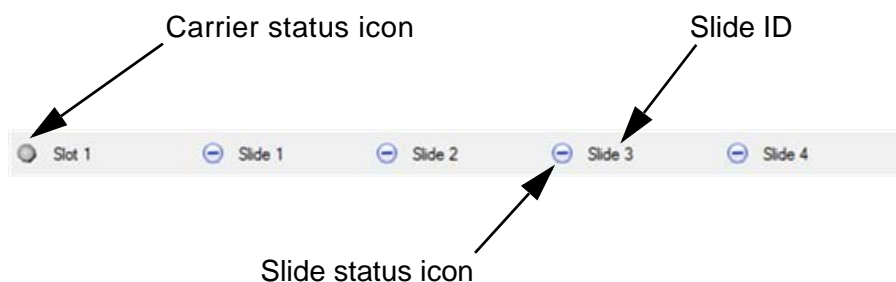 Carrier status icon Slide ID
Slot 1 Slide 1 Slide 2 Slide 3 Slide 4
Slide status icon